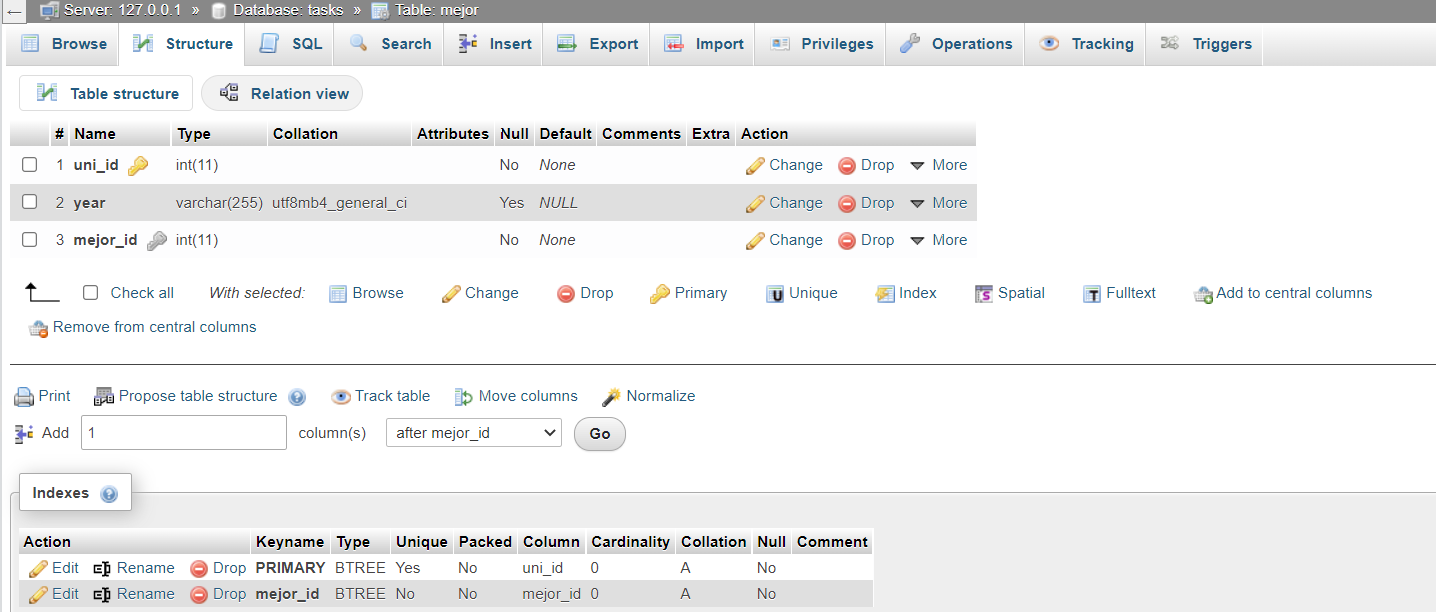 Server: 127.0.0.1 » Database: tasks » Table: mejor
Browse Structure SQL Search Insert Export Import Privileges Operations Tracking Triggers
Table structure Relation view
# Name Type Collation Attributes Null Default Comments Extra Action
1 uni_id int(11) No None Change Drop More
2 year varchar(255) utf8mb4_general_ci Yes NULL Change Drop More
3 mejor_id int(11) No None Change Drop More
Check all With selected: Browse Change Drop Primary Unique Index Spatial Fulltext Add to central columns
Remove from central columns
Print Propose table structure Track table Move columns Normalize
Add 1 column(s) after mejor_id Go
Indexes
Action Keyname Type Unique Packed Column Cardinality Collation Null Comment
Edit Rename Drop PRIMARY BTREE Yes No uni_id 0 A No
Edit Rename Drop mejor_id BTREE No No mejor_id 0 A No